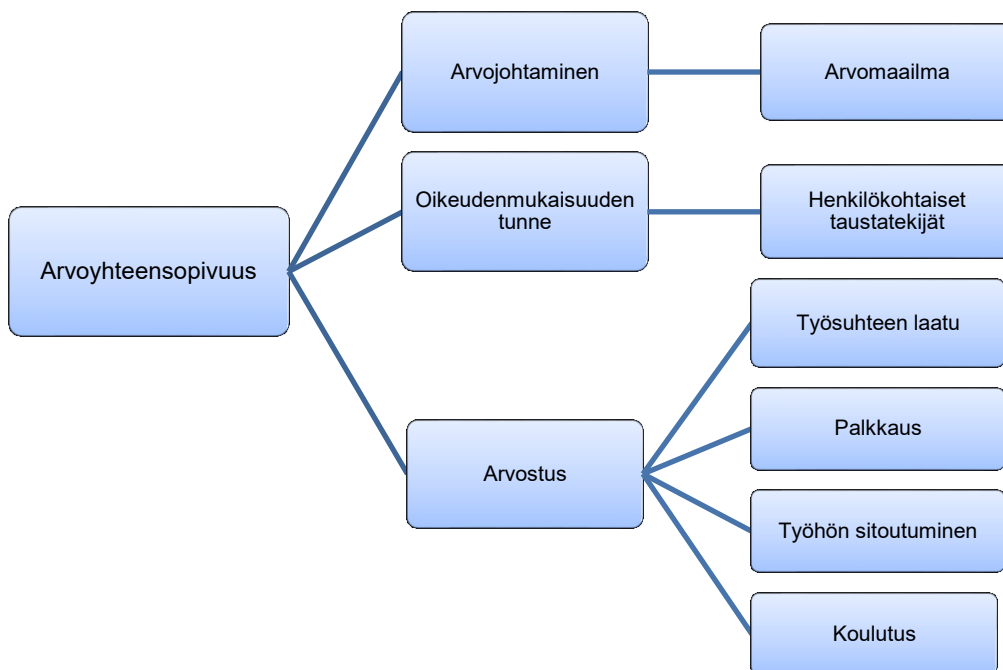 Arvojohtaminen
Arvomaailma
Oikeudenmukaisuuden
tunne
Henkilökohtaiset
taustatekijät
Arvoyhteensopivuus
Työsuhteen laatu
Palkkaus
Arvostus
Työhön sitoutuminen
Koulutus